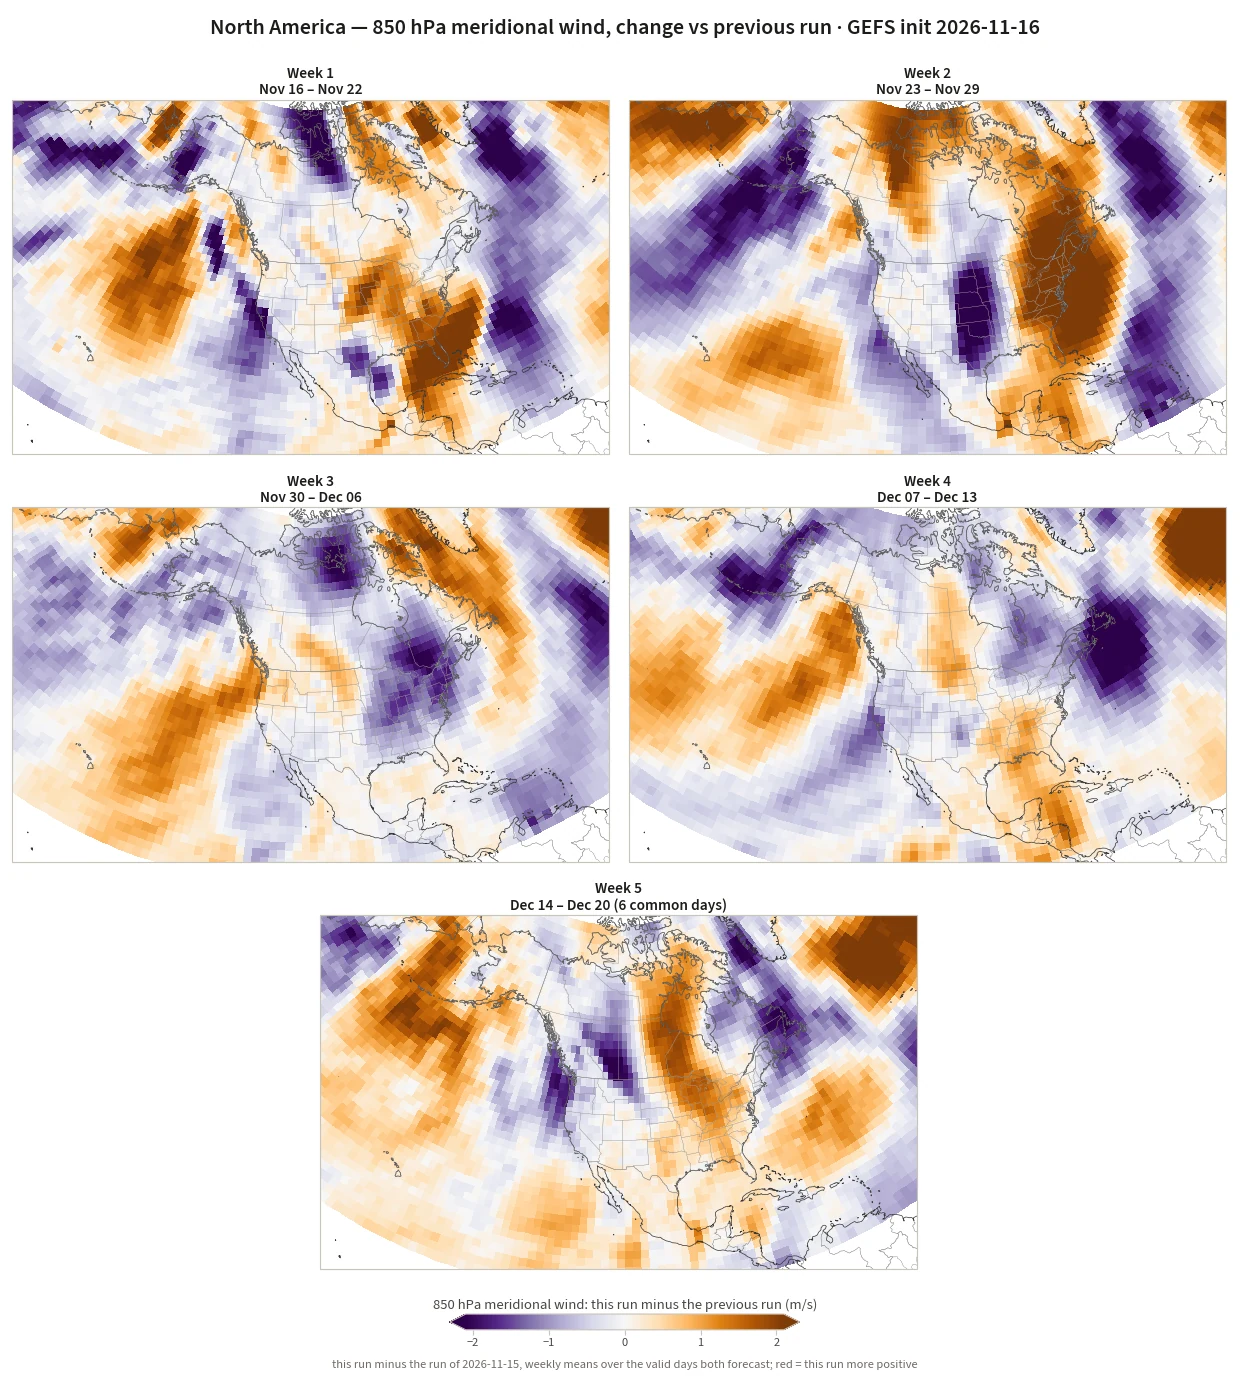 North America — 850 hPa meridional wind, change vs previous run · GEFS init 2026-11-16
Week 1
Nov 16 – Nov 22
Week 2
Nov 23 – Nov 29
Week 3
Nov 30 – Dec 06
Week 4
Dec 07 – Dec 13
Week 5
Dec 14 – Dec 20 (6 common days)
850 hPa meridional wind: this run minus the previous run (m/s)
−2 −1 0 1 2
this run minus the run of 2026-11-15, weekly means over the valid days both forecast; red = this run more positive